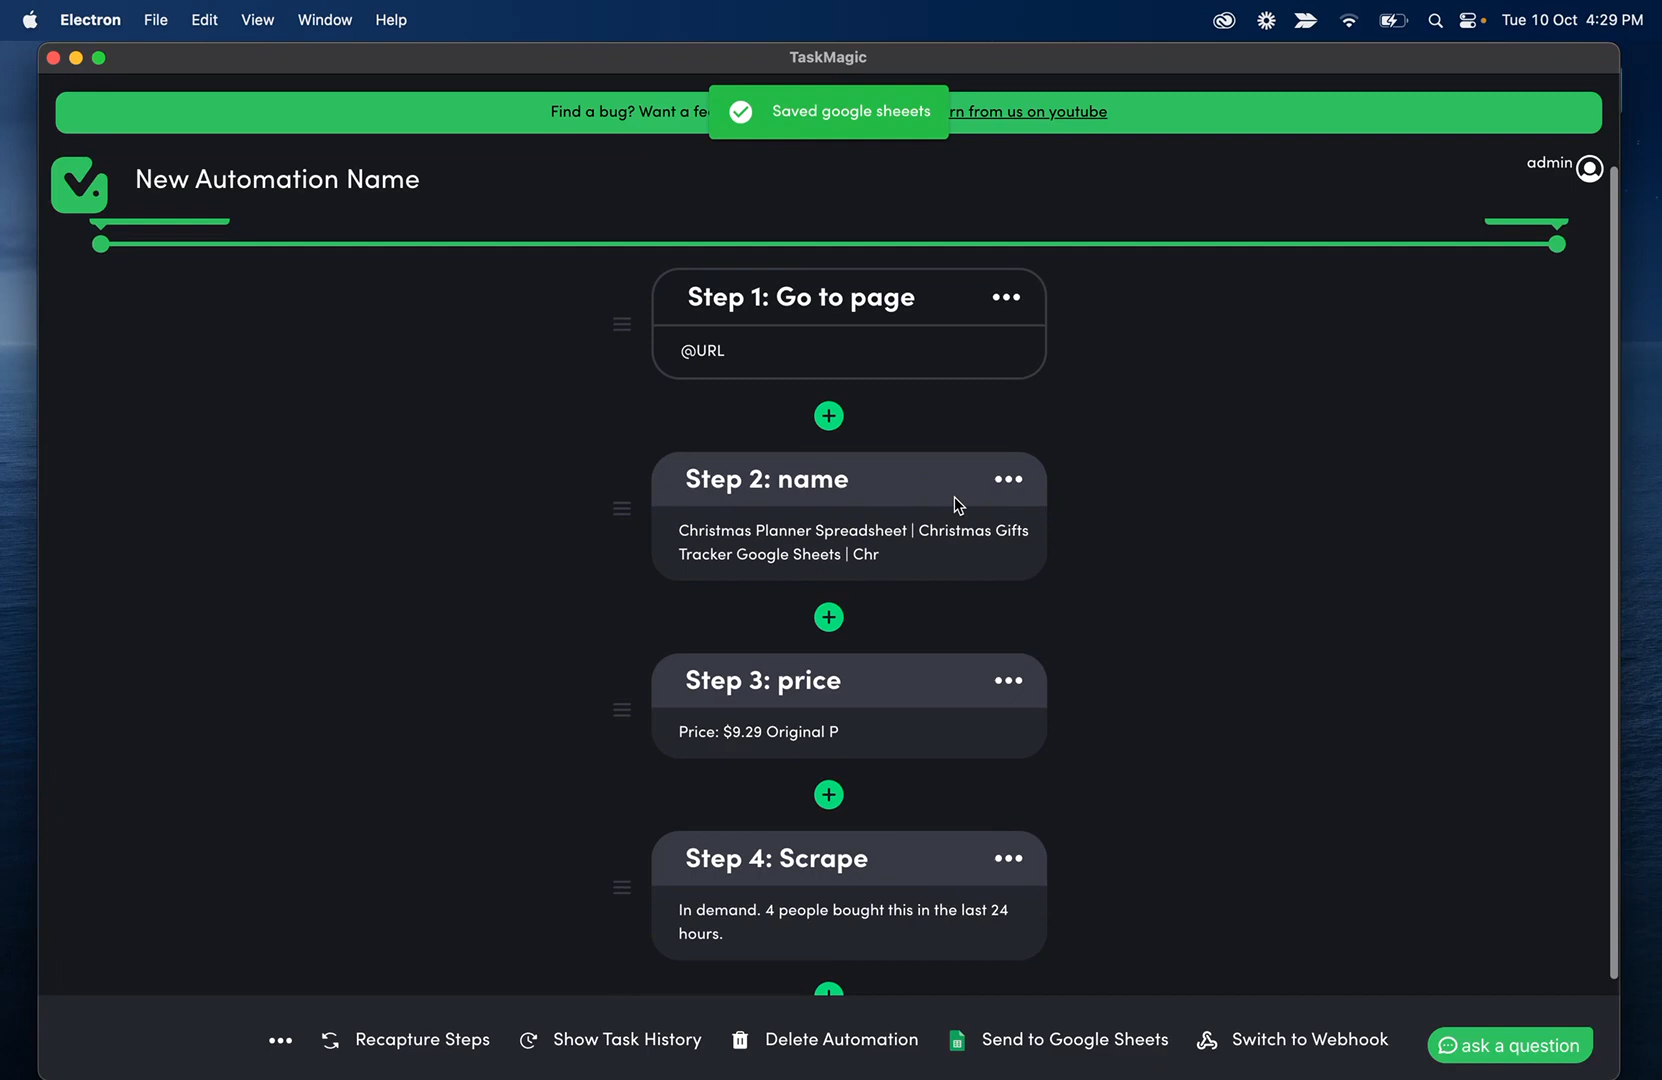 Electron File Edit View Window Help Tue 10 Oct 4:29 PM
TaskMagic
Find a bug? Want a fe rn from us on youtube
Saved google sheeets
New Automation Name
admin
Step 1: Go to page
@URL
Step 2: name
Christmas Planner Spreadsheet | Christmas Gifts
Tracker Google Sheets | Chr
Step 3: price
Price: $9.29 Original P
Step 4: Scrape
In demand. 4 people bought this in the last 24
hours.
Recapture Steps Show Task History Delete Automation Send to Google Sheets Switch to Webhook ask a question